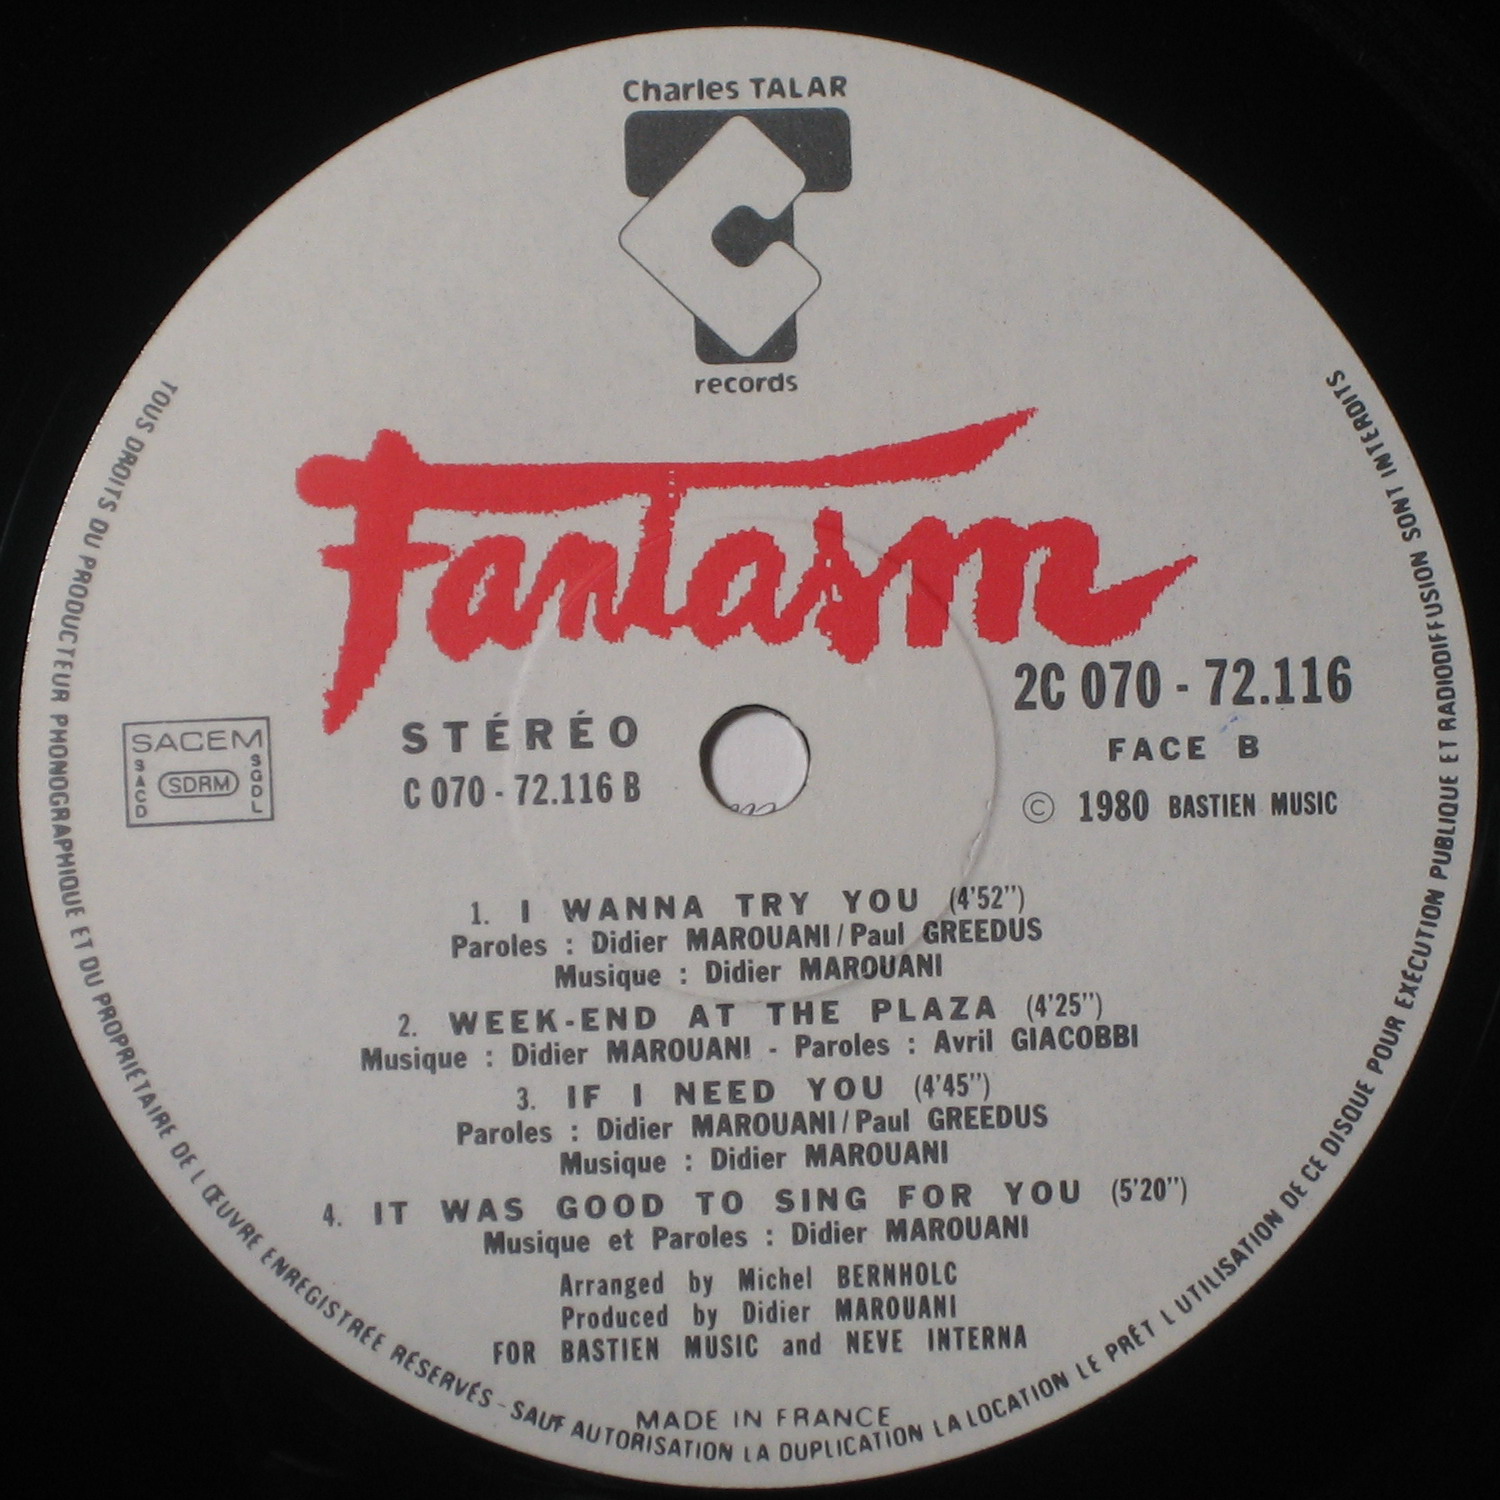 Charles TALAR
records
Fantasm
2C 070 - 72.116
STÉRÉO
FACE B
C 070 - 72.116 B
© 1980 BASTIEN MUSIC
SACEM
SACD
SDRM
SGDL
1. I WANNA TRY YOU (4'52")
Paroles : Didier MAROUANI/Paul GREEDUS
Musique : Didier MAROUANI
2. WEEK-END AT THE PLAZA (4'25")
Musique : Didier MAROUANI - Paroles : Avril GIACOBBI
3. IF I NEED YOU (4'45")
Paroles : Didier MAROUANI/Paul GREEDUS
Musique : Didier MAROUANI
4. IT WAS GOOD TO SING FOR YOU (5'20")
Musique et Paroles : Didier MAROUANI
Arranged by Michel BERNHOLC
Produced by Didier MAROUANI
FOR BASTIEN MUSIC and NEVE INTERNA
MADE IN FRANCE
TOUS DROITS DU PRODUCTEUR PHONOGRAPHIQUE ET DU PROPRIÉTAIRE DE L ŒUVRE ENREGISTRÉE RÉSERVÉS - SAUF AUTORISATION LA DUPLICATION LA LOCATION LE PRÊT L UTILISATION DE CE DISQUE POUR EXÉCUTION PUBLIQUE ET RADIODIFFUSION SONT INTERDITS